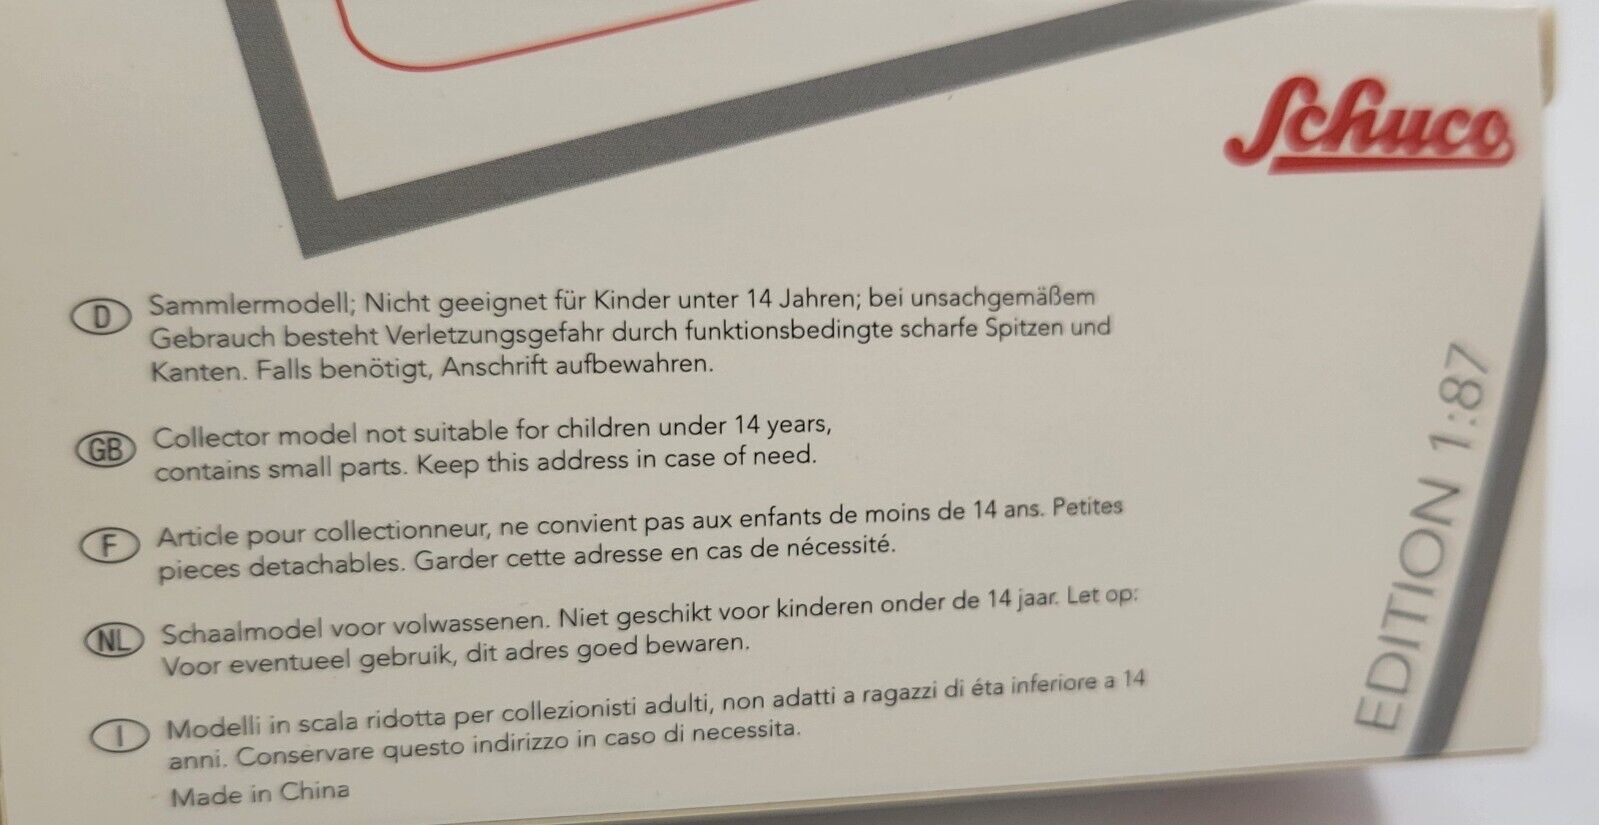 Schuco
D
Sammlermodell; Nicht geeignet für Kinder unter 14 Jahren; bei unsachgemäßem
Gebrauch besteht Verletzungsgefahr durch funktionsbedingte scharfe Spitzen und
Kanten. Falls benötigt, Anschrift aufbewahren.
GB
Collector model not suitable for children under 14 years,
contains small parts. Keep this address in case of need.
F
Article pour collectionneur, ne convient pas aux enfants de moins de 14 ans. Petites
pieces detachables. Garder cette adresse en cas de nécessité.
NL
Schaalmodel voor volwassenen. Niet geschikt voor kinderen onder de 14 jaar. Let op:
Voor eventueel gebruik, dit adres goed bewaren.
I
Modelli in scala ridotta per collezionisti adulti, non adatti a ragazzi di éta inferiore a 14
anni. Conservare questo indirizzo in caso di necessita.
Made in China
EDITION 1:87